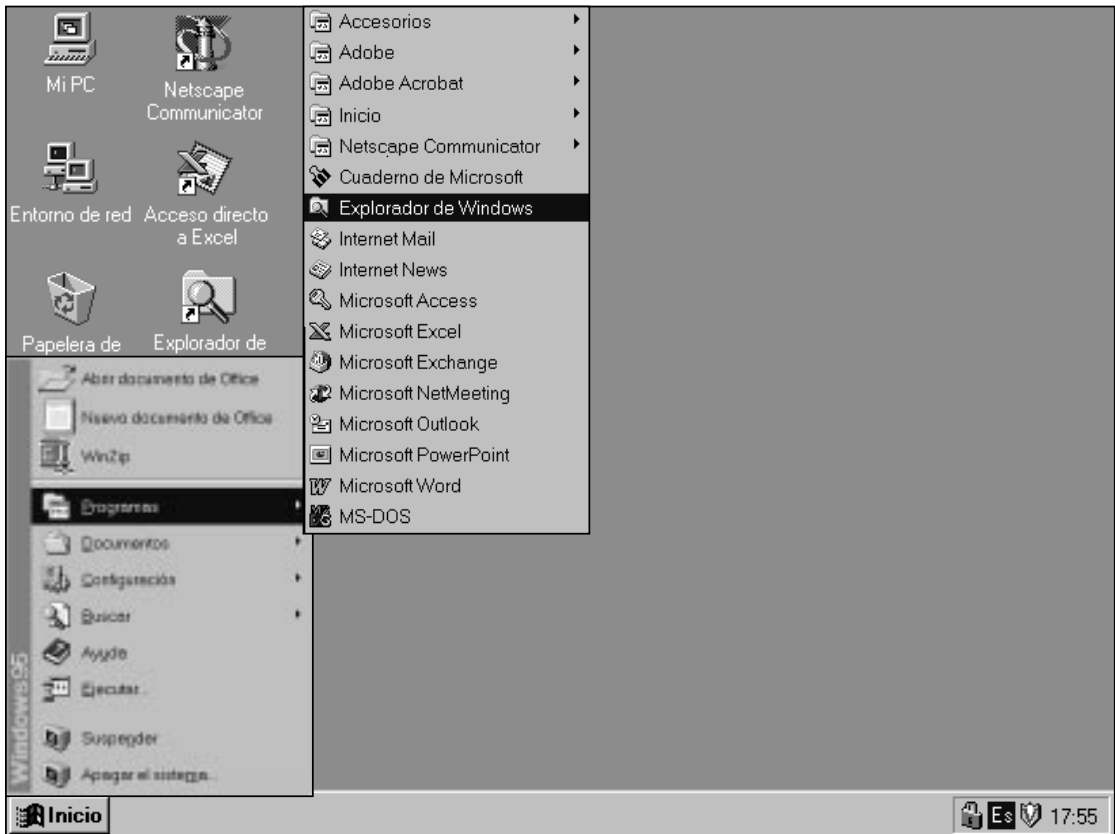 Mi PC
Netscape
Communicator
Entorno de red
Acceso directo
a Excel
Papelera de
Explorador de
Accesorios
Adobe
Adobe Acrobat
Inicio
Netscape Communicator
Cuaderno de Microsoft
Explorador de Windows
Internet Mail
Internet News
Microsoft Access
Microsoft Excel
Microsoft Exchange
Microsoft NetMeeting
Microsoft Outlook
Microsoft PowerPoint
Microsoft Word
MS-DOS
Abrir documento de Office
Nuevo documento de Office
WinZip
Programas
Documentos
Configuración
Buscar
Ayuda
Ejecutar...
Suspender
Apagar el sistema...
Windows95
Inicio
Es
17:55